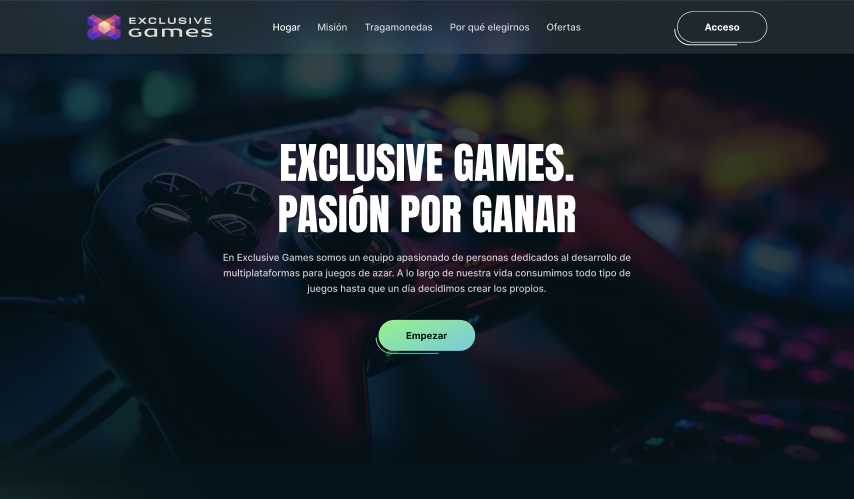 EXCLUSIVE
Games
Hogar Misión Tragamonedas Por qué elegirnos Ofertas
Acceso
EXCLUSIVE GAMES.
PASIÓN POR GANAR
En Exclusive Games somos un equipo apasionado de personas dedicados al desarrollo de
multiplataformas para juegos de azar. A lo largo de nuestra vida consumimos todo tipo de
juegos hasta que un día decidimos crear los propios.
Empezar